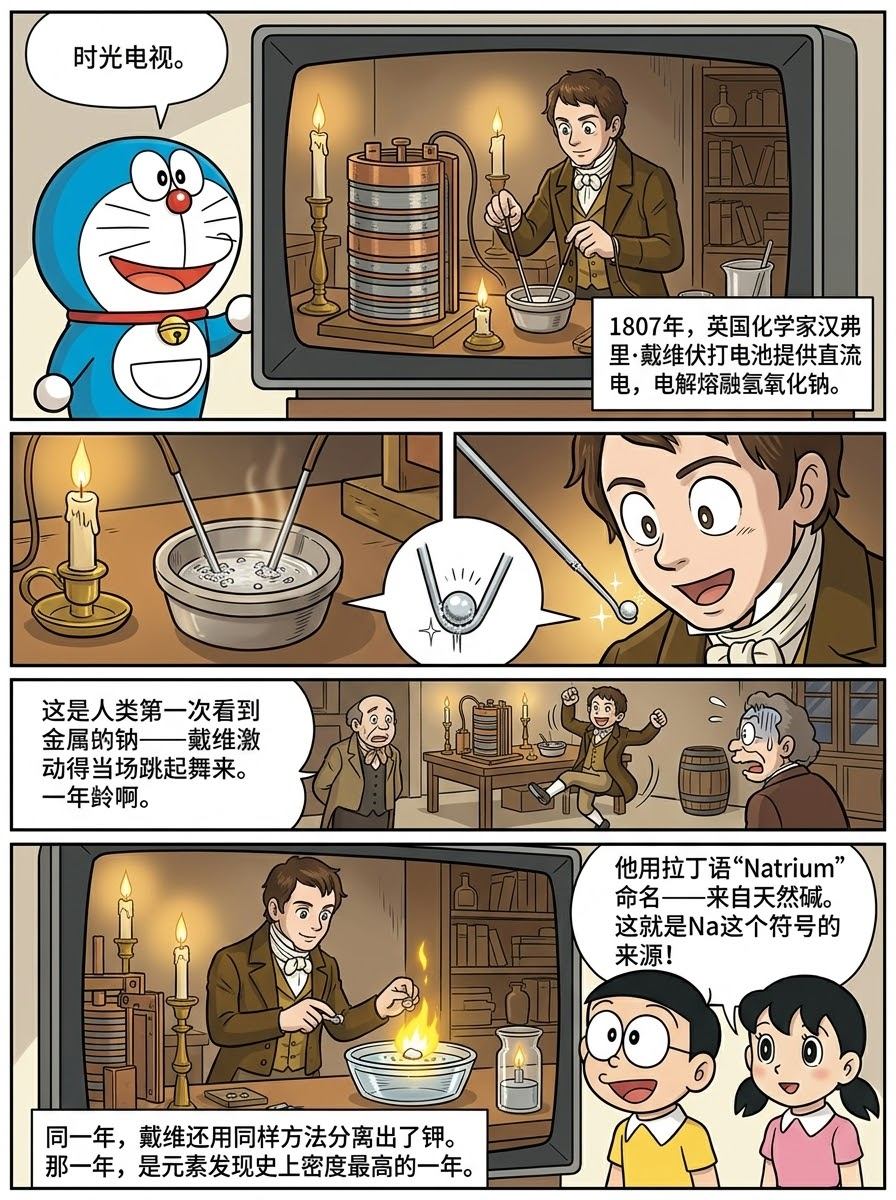 时光电视。
1807年，英国化学家汉弗
里·戴维伏打电池提供直流
电，电解熔融氢氧化钠。
这是人类第一次看到
金属的钠——戴维激
动得当场跳起舞来。
一年龄啊。
他用拉丁语“Natrium”
命名——来自天然碱。
这就是Na这个符号的
来源！
同一年，戴维还用同样方法分离出了钾。
那一年，是元素发现史上密度最高的一年。